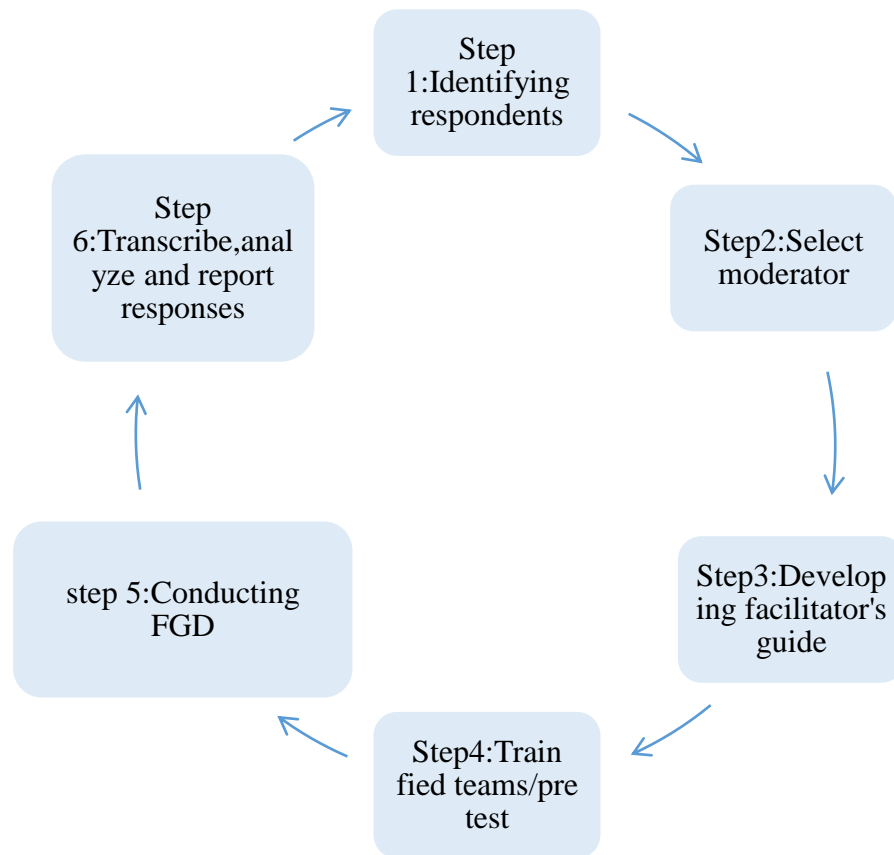 Step
1:Identifying
respondents
Step2:Select
moderator
Step3:Develop
ing facilitator's
guide
Step4:Train
fied teams/pre
test
step 5:Conducting
FGD
Step
6:Transcribe,anal
yze and report
responses